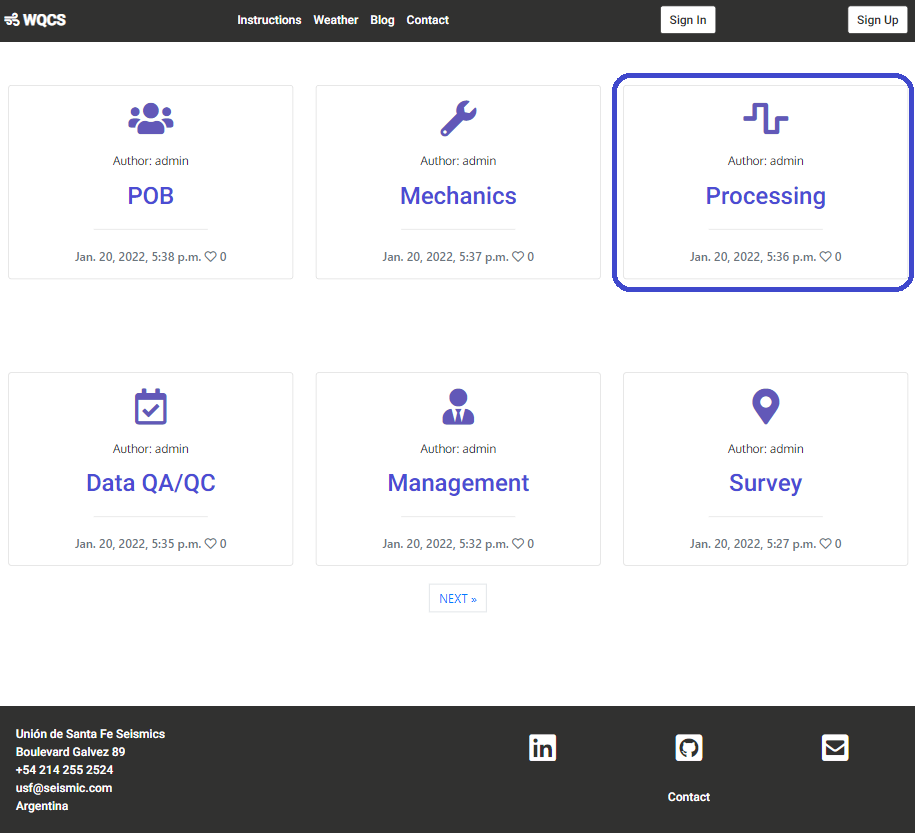 WQCS
Instructions Weather Blog Contact
Sign In
Sign Up
Author: admin
POB
Jan. 20, 2022, 5:38 p.m. 0
Author: admin
Mechanics
Jan. 20, 2022, 5:37 p.m. 0
Author: admin
Processing
Jan. 20, 2022, 5:36 p.m. 0
Author: admin
Data QA/QC
Jan. 20, 2022, 5:35 p.m. 0
Author: admin
Management
Jan. 20, 2022, 5:32 p.m. 0
Author: admin
Survey
Jan. 20, 2022, 5:27 p.m. 0
NEXT »
Unión de Santa Fe Seismics
Boulevard Galvez 89
+54 214 255 2524
usf@seismic.com
Argentina
in
Contact